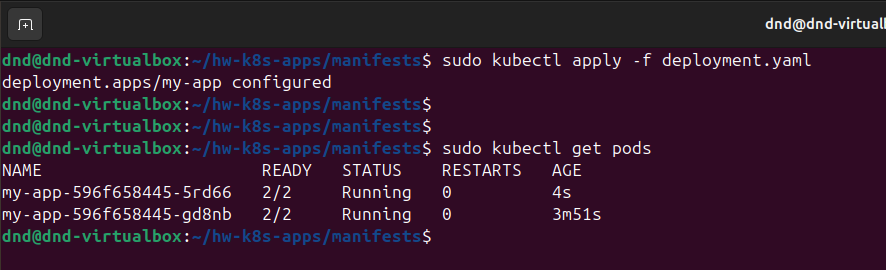 dnd@dnd-virtual
dnd@dnd-virtualbox:~/hw-k8s-apps/manifests$ sudo kubectl apply -f deployment.yaml
deployment.apps/my-app configured
dnd@dnd-virtualbox:~/hw-k8s-apps/manifests$
dnd@dnd-virtualbox:~/hw-k8s-apps/manifests$
dnd@dnd-virtualbox:~/hw-k8s-apps/manifests$ sudo kubectl get pods
NAME                      READY   STATUS    RESTARTS   AGE
my-app-596f658445-5rd66   2/2     Running   0          4s
my-app-596f658445-gd8nb   2/2     Running   0          3m51s
dnd@dnd-virtualbox:~/hw-k8s-apps/manifests$